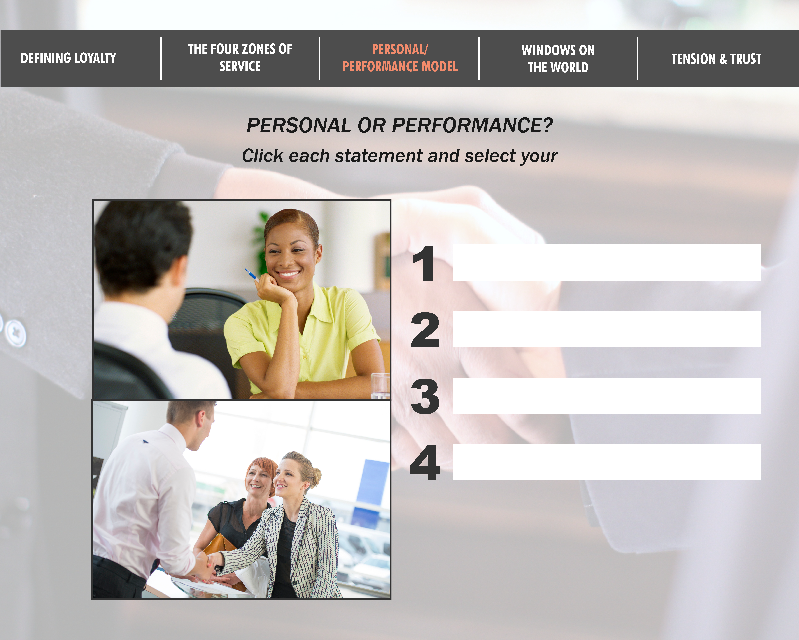 DEFINING LOYALTY
THE FOUR ZONES OF
SERVICE
PERSONAL/
PERFORMANCE MODEL
WINDOWS ON
THE WORLD
TENSION & TRUST
PERSONAL OR PERFORMANCE?
Click each statement and select your
1
2
3
4